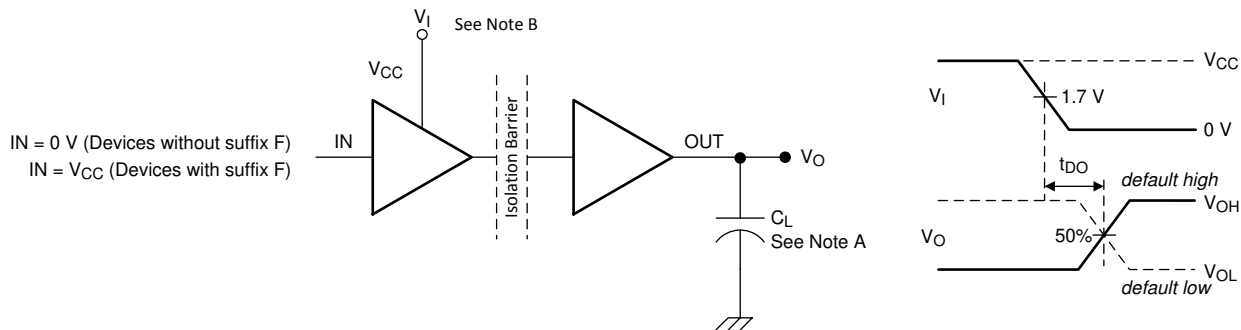 V_I See Note B
V_CC
IN = 0 V (Devices without suffix F)
IN = V_CC (Devices with suffix F)
IN
Isolation Barrier
OUT
V_O
C_L
See Note A
V_CC
V_I
1.7 V
0 V
t_DO
default high
V_OH
V_O
50%
V_OL
default low